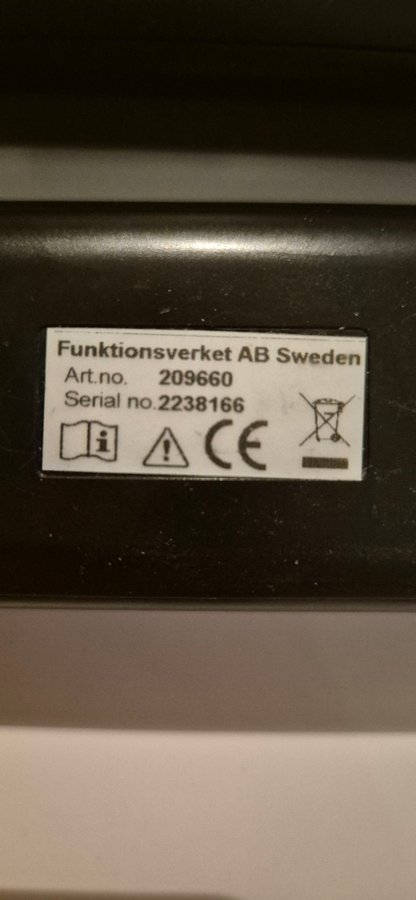 Funktionsverket AB Sweden
Art.no. 209660
Serial no.2238166
i ! CE